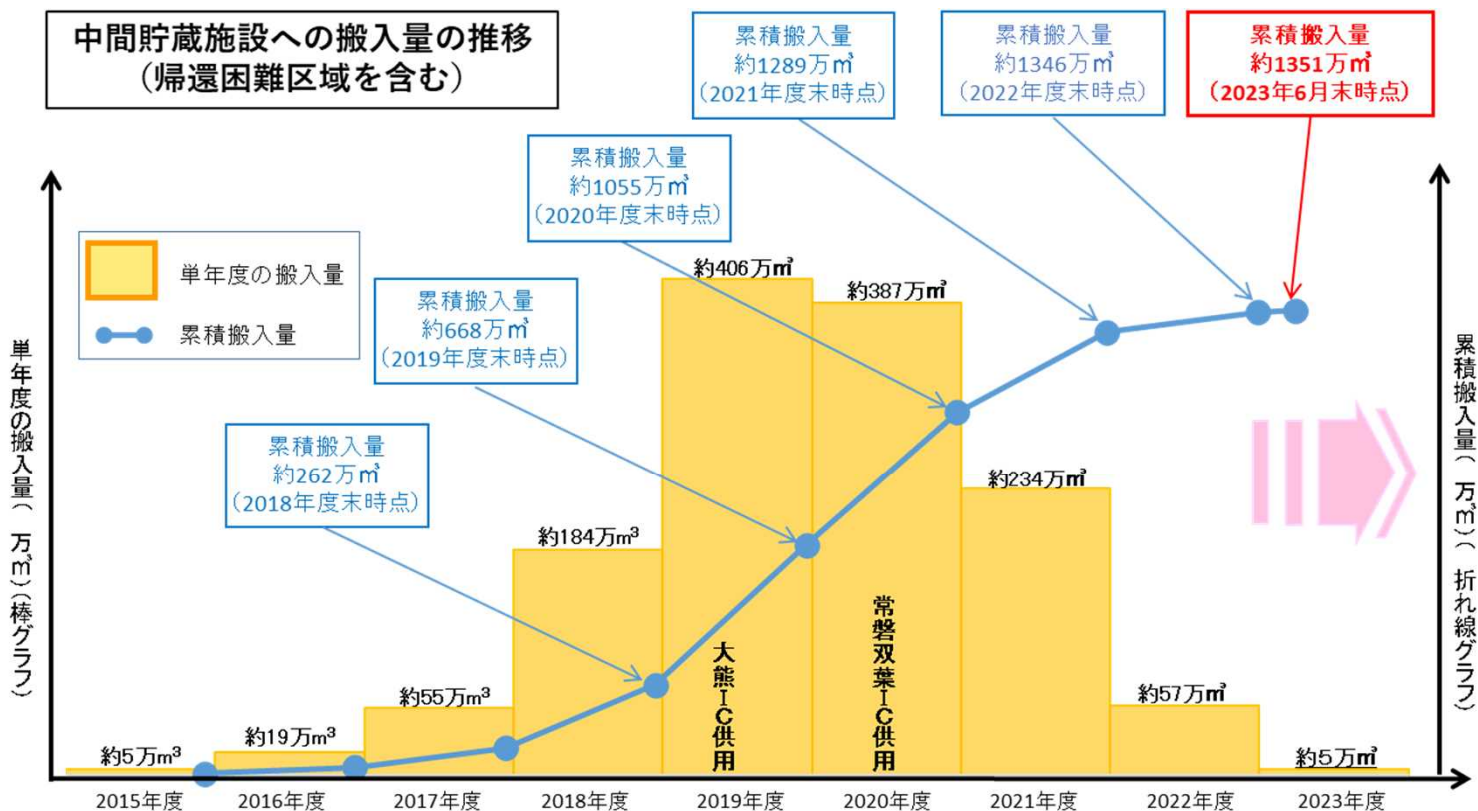 中間貯蔵施設への搬入量の推移
（帰還困難区域を含む）
累積搬入量
約1289万㎥
（2021年度末時点）
累積搬入量
約1346万㎥
（2022年度末時点）
累積搬入量
約1351万㎥
（2023年6月末時点）
累積搬入量
約1055万㎥
（2020年度末時点）
単年度の搬入量
累積搬入量
累積搬入量
約668万㎥
（2019年度末時点）
累積搬入量
約262万㎥
（2018年度末時点）
単年度の搬入量（　万㎥）（棒グラフ）
累積搬入量（　万㎥）（　折れ線グラフ）
約5万m³
約19万m³
約55万m³
約184万m³
約406万㎥
約387万㎥
約234万㎥
約57万㎥
約5万㎥
大熊IC供用
常磐双葉IC供用
2015年度
2016年度
2017年度
2018年度
2019年度
2020年度
2021年度
2022年度
2023年度